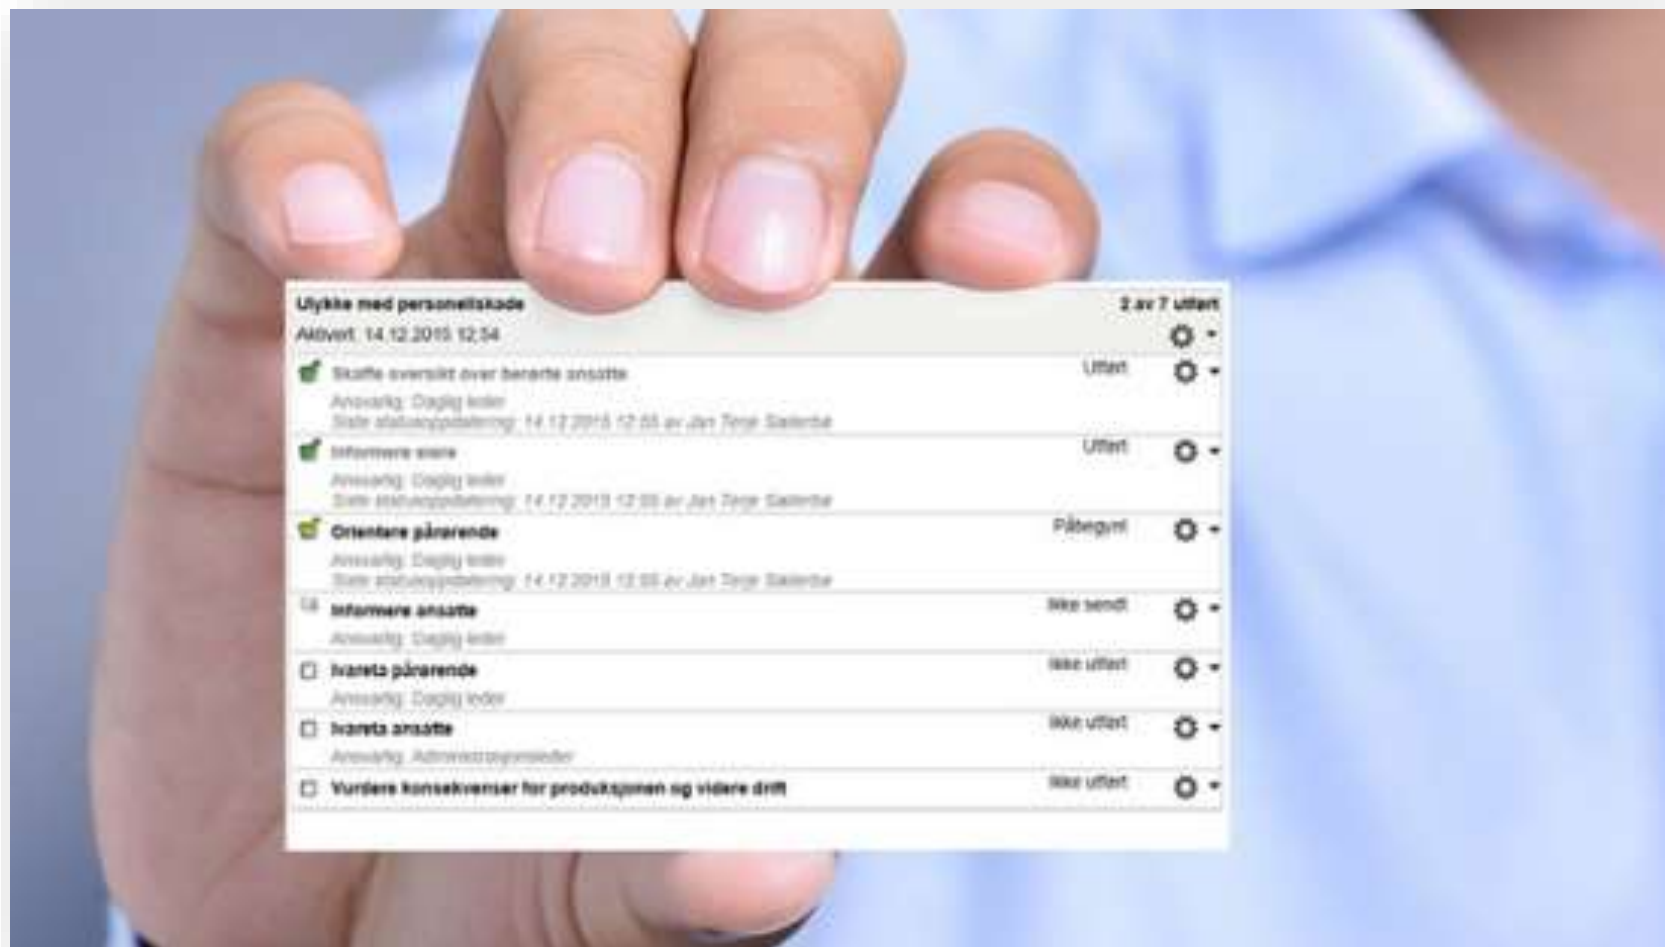 Ulykke med personellskade
2 av 7 utført
Aktivert: 14.12.2015 12:54
Skaffe oversikt over berørte ansatte
Utført
Ansvarlig: Daglig leder
Siste statusoppdatering: 14.12.2015 12:55 av Jan Terje
Informere eiere
Utført
Ansvarlig: Daglig leder
Siste statusoppdatering: 14.12.2015 12:55 av Jan Terje
Orientere pårørende
Påbegynt
Ansvarlig: Daglig leder
Siste statusoppdatering: 14.12.2015 12:55 av Jan Terje
Informere ansatte
Ikke sendt
Ansvarlig: Daglig leder
Ivareta pårørende
Ikke utført
Ansvarlig: Daglig leder
Ivareta ansatte
Ikke utført
Ansvarlig: Administrasjonsleder
Vurdere konsekvenser for produksjonen og videre drift
Ikke utført